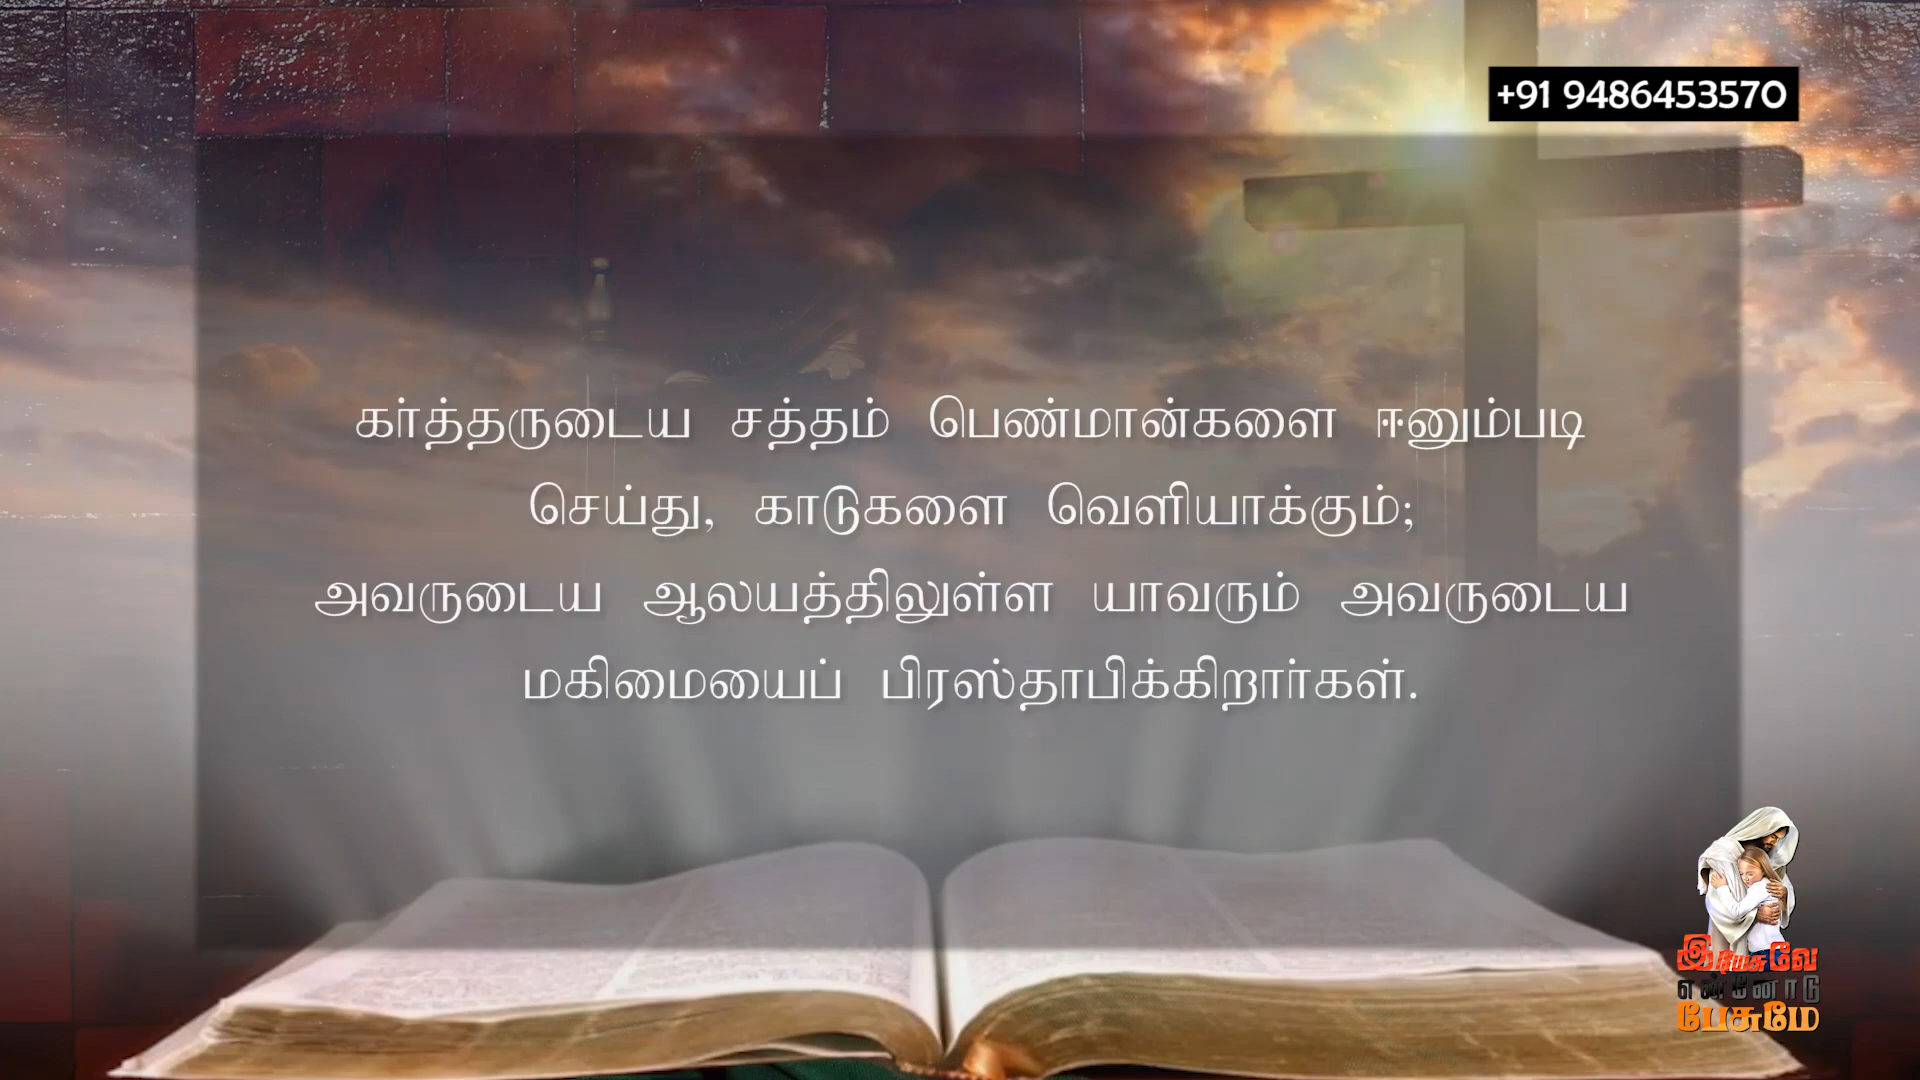 +91 9486453570
கர்த்தருடைய சத்தம் பெண்மான்களை ஈனும்படி
செய்து, காடுகளை வெளியாக்கும்;
அவருடைய ஆலயத்திலுள்ள யாவரும் அவருடைய
மகிமையைப் பிரஸ்தாபிக்கிறார்கள்.
இயேசுவே
என்னோடு
பேசுமே